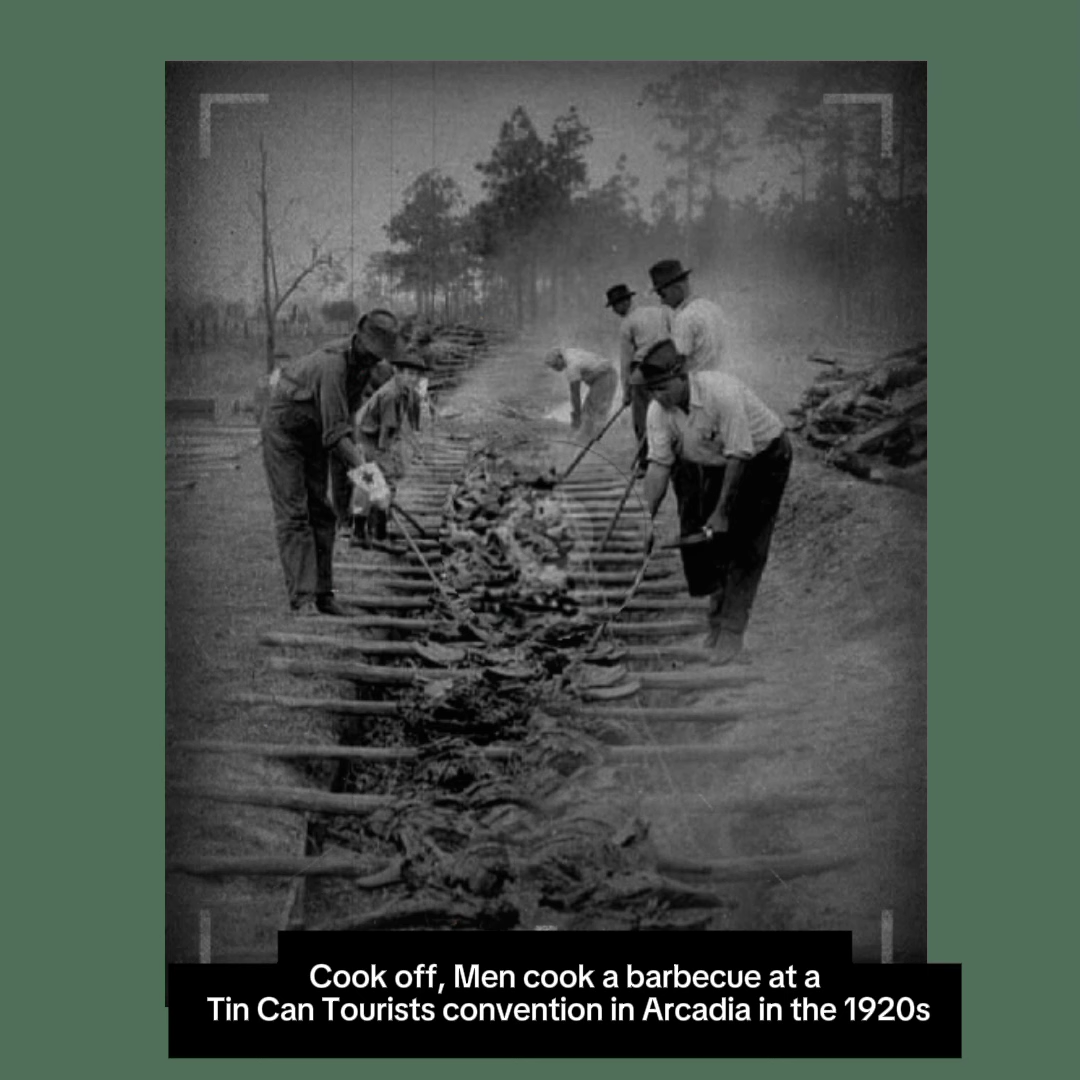 Cook off, Men cook a barbecue at a
Tin Can Tourists convention in Arcadia in the 1920s